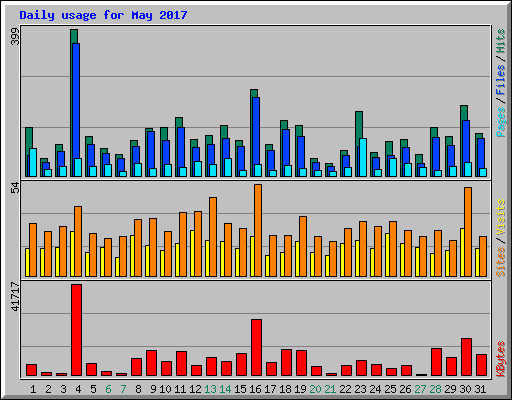 Daily usage for May 2017
399
Pages / Files / Hits
54
Sites / Visits
41717
KBytes
1 2 3 4 5 6 7 8 9 10 11 12 13 14 15 16 17 18 19 20 21 22 23 24 25 26 27 28 29 30 31